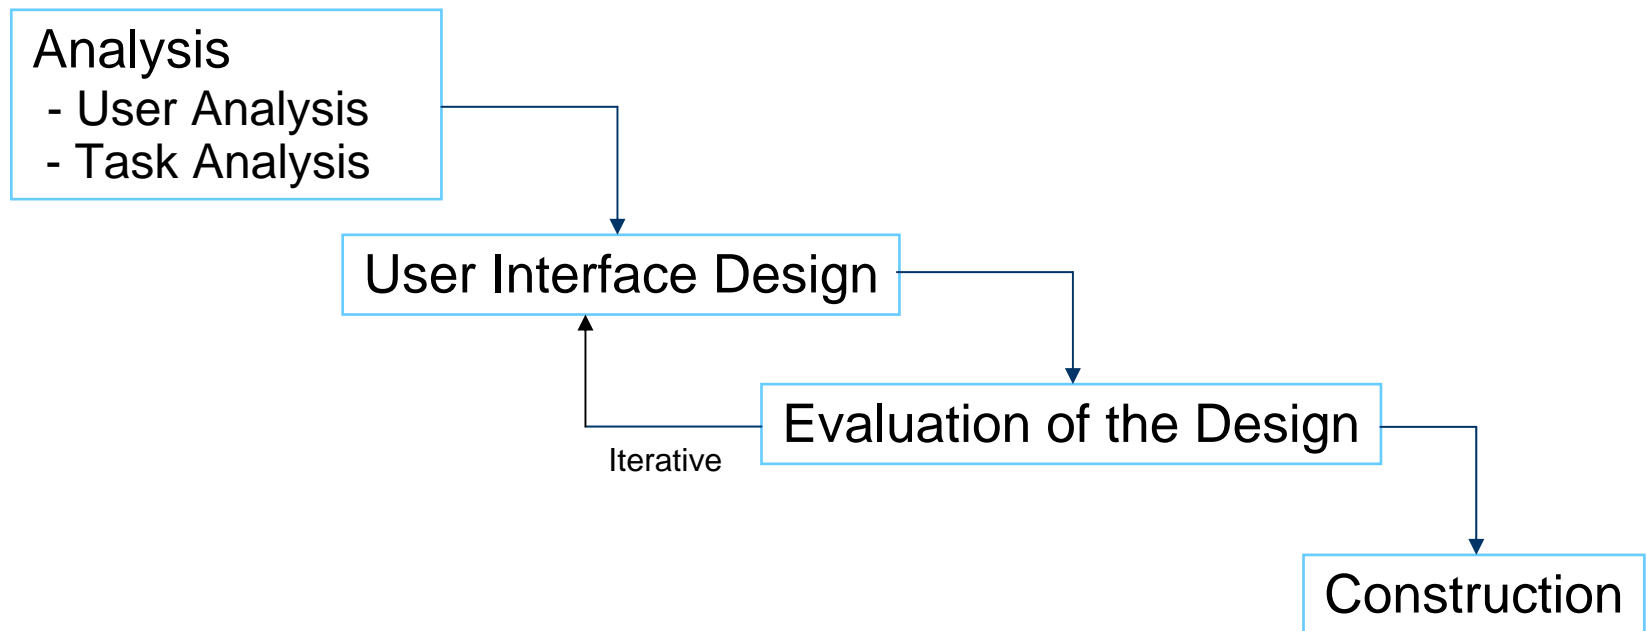 Analysis
- User Analysis
- Task Analysis
User Interface Design
Evaluation of the Design
Iterative
Construction